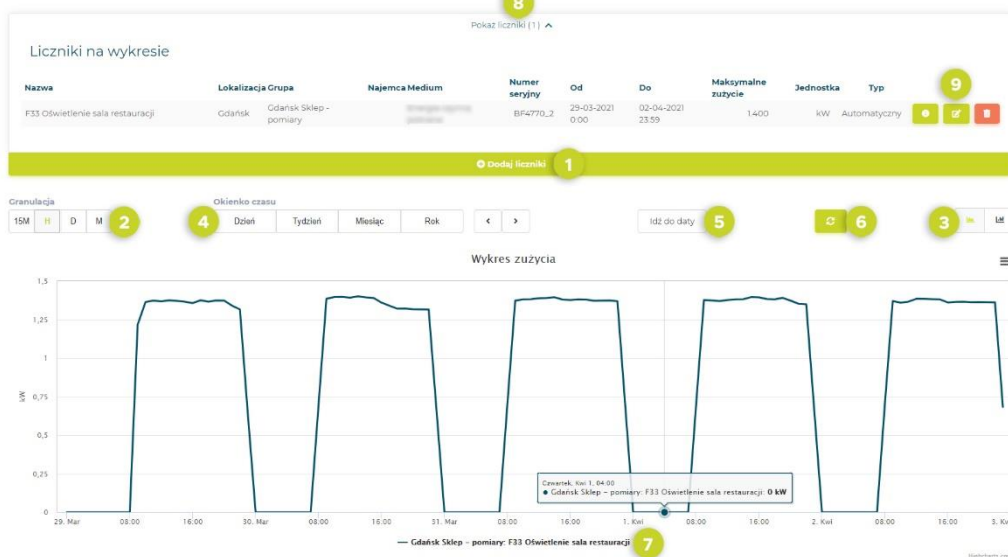 8
Pokaż liczniki (1)
Liczniki na wykresie
Nazwa Lokalizacja Grupa Najemca Medium Numer seryjny Od Do Maksymalne zużycie Jednostka Typ
9
F33 Oświetlenie sala restauracji Gdańsk Gdańsk Sklep - pomiary BF4770_2 29-03-2021 0:00 02-04-2021 23:59 1.400 kW Automatyczny
Dodaj liczniki 1
Granulacja Okienko czasu
15M H D M 2 4 Dzień Tydzień Miesiąc Rok < > Idź do daty 5 6 3
Wykres zużycia
1,5
1,25
1
0,75
0,5
0,25
0
kW
Czwartek, Kwi 1, 04:00
Gdańsk Sklep - pomiary: F33 Oświetlenie sala restauracji: 0 kW
29. Mar 08:00 16:00 30. Mar 08:00 16:00 31. Mar 08:00 16:00 1. Kwi 08:00 16:00 2. Kwi 08:00 16:00 3. Kw
Gdańsk Sklep - pomiary: F33 Oświetlenie sala restauracji 7